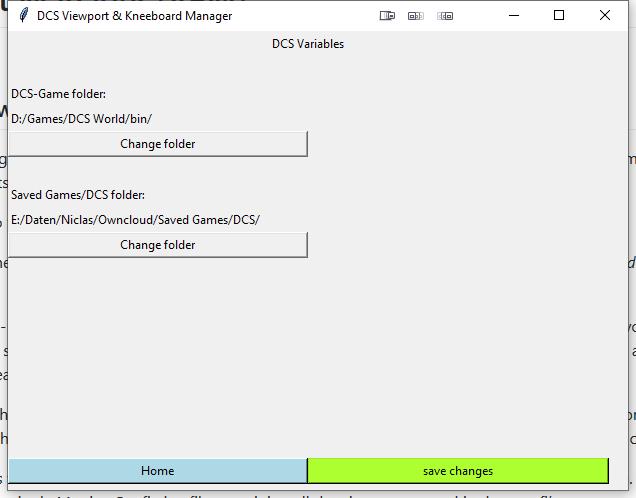 DCS Viewport & Kneeboard Manager
DCS Variables
DCS-Game folder:
D:/Games/DCS World/bin/
Change folder
Saved Games/DCS folder:
E:/Daten/Niclas/Owncloud/Saved Games/DCS/
Change folder
Home
save changes